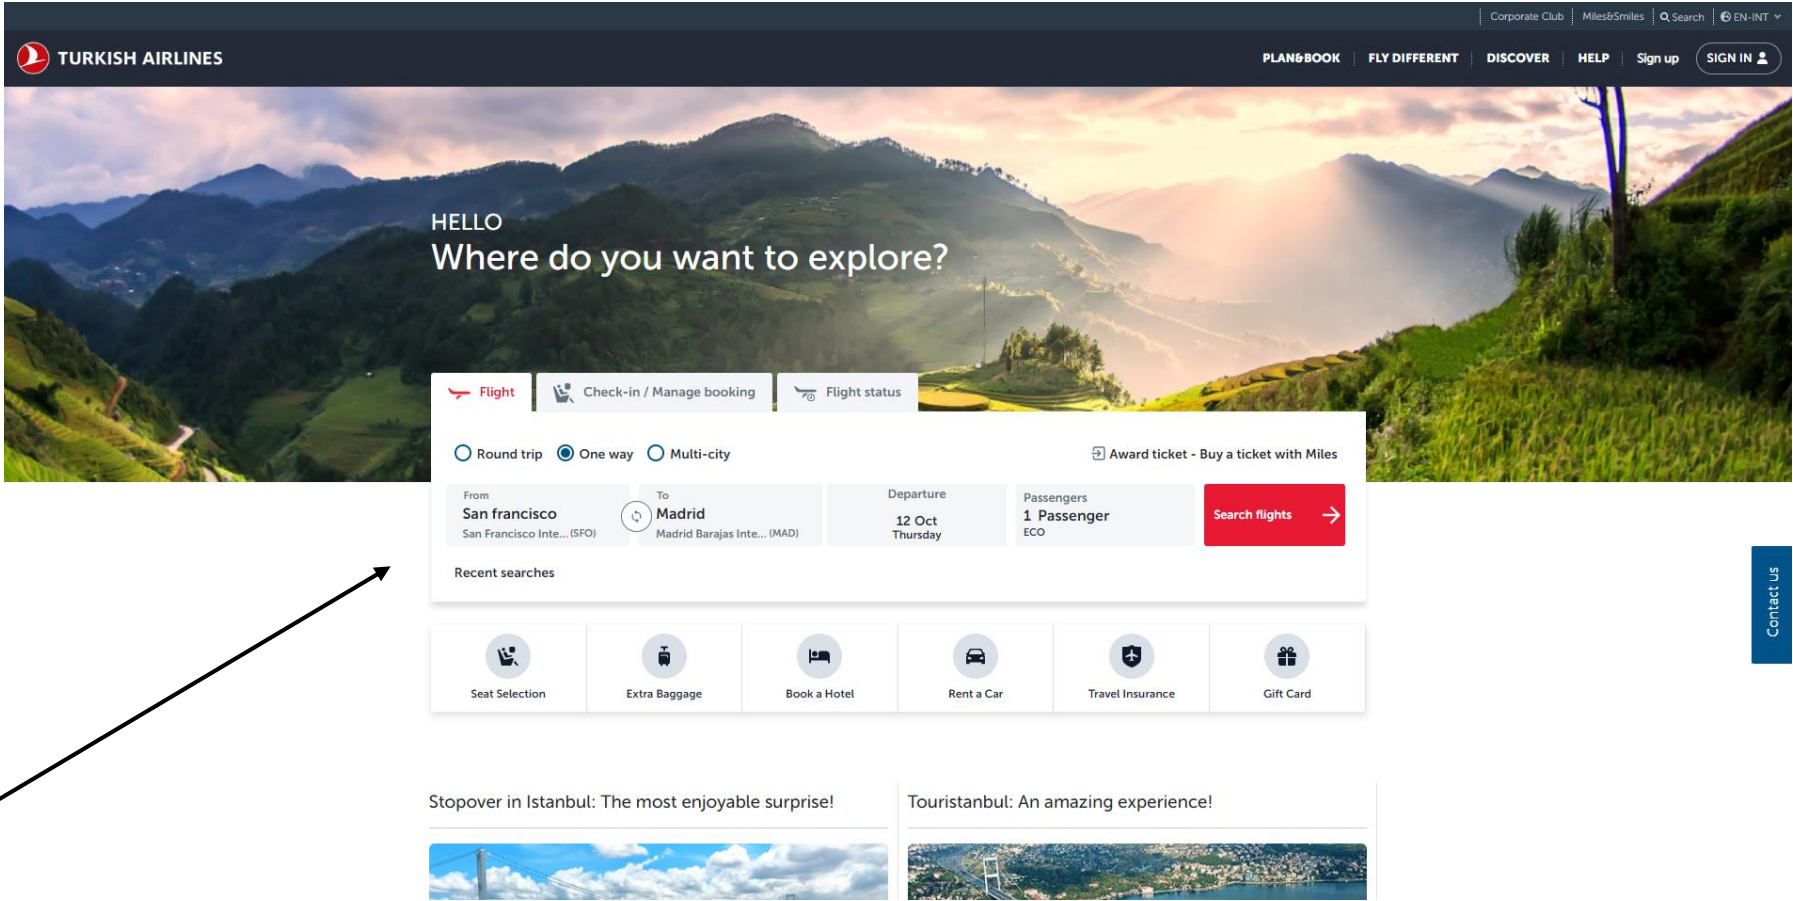 Corporate Club
Miles&Smiles
Search
EN-INT
TURKISH AIRLINES
PLAN&BOOK
FLY DIFFERENT
DISCOVER
HELP
Sign up
SIGN IN
HELLO
Where do you want to explore?
Flight
Check-in / Manage booking
Flight status
Round trip
One way
Multi-city
Award ticket - Buy a ticket with Miles
From
San francisco
San Francisco Inte... (SFO)
To
Madrid
Madrid Barajas Inte... (MAD)
Departure
12 Oct
Thursday
Passengers
1 Passenger
ECO
Search flights
Recent searches
Contact us
Seat Selection
Extra Baggage
Book a Hotel
Rent a Car
Travel Insurance
Gift Card
Stopover in Istanbul: The most enjoyable surprise!
Touristanbul: An amazing experience!